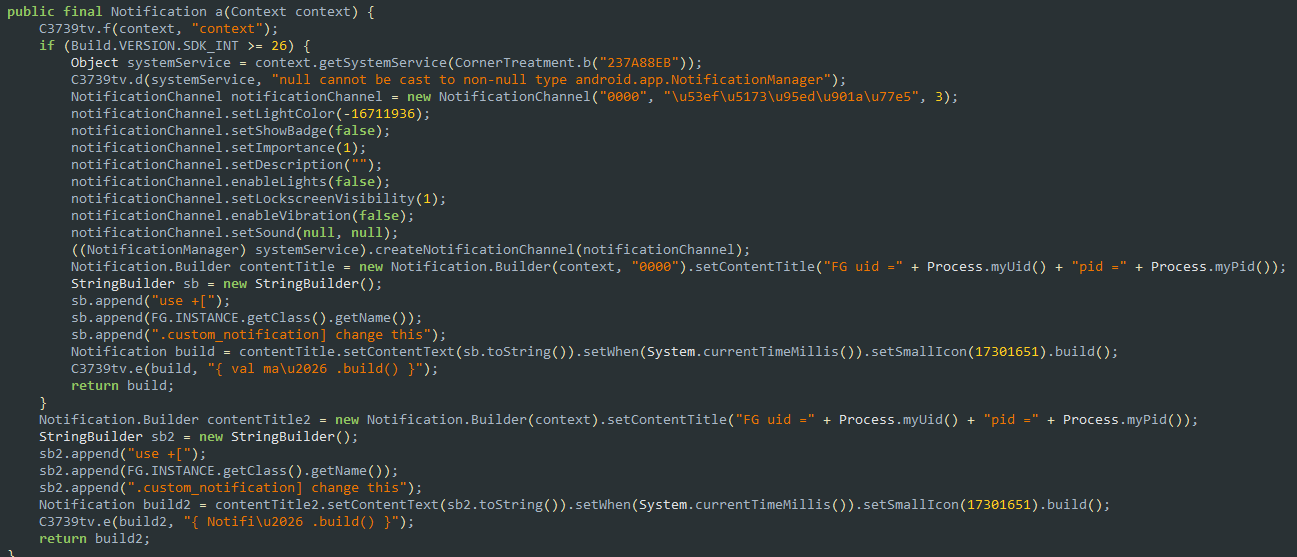 public final Notification a(Context context) {
    C3739tv.f(context, "context");
    if (Build.VERSION.SDK_INT >= 26) {
        Object systemService = context.getSystemService(CornerTreatment.b("237A88EB"));
        C3739tv.d(systemService, "null cannot be cast to non-null type android.app.NotificationManager");
        NotificationChannel notificationChannel = new NotificationChannel("0000", "\u53ef\u5173\u95ed\u901a\u77e5", 3);
        notificationChannel.setLightColor(-16711936);
        notificationChannel.setShowBadge(false);
        notificationChannel.setImportance(1);
        notificationChannel.setDescription("");
        notificationChannel.enableLights(false);
        notificationChannel.setLockscreenVisibility(1);
        notificationChannel.enableVibration(false);
        notificationChannel.setSound(null, null);
        ((NotificationManager) systemService).createNotificationChannel(notificationChannel);
        Notification.Builder contentTitle = new Notification.Builder(context, "0000").setContentTitle("FG uid =" + Process.myUid() + "pid =" + Process.myPid());
        StringBuilder sb = new StringBuilder();
        sb.append("use +[");
        sb.append(FG.INSTANCE.getClass().getName());
        sb.append(".custom_notification] change this");
        Notification build = contentTitle.setContentText(sb.toString()).setWhen(System.currentTimeMillis()).setSmallIcon(17301651).build();
        C3739tv.e(build, "{ val ma\u2026 .build() }");
        return build;
    }
    Notification.Builder contentTitle2 = new Notification.Builder(context).setContentTitle("FG uid =" + Process.myUid() + "pid =" + Process.myPid());
    StringBuilder sb2 = new StringBuilder();
    sb2.append("use +[");
    sb2.append(FG.INSTANCE.getClass().getName());
    sb2.append(".custom_notification] change this");
    Notification build2 = contentTitle2.setContentText(sb2.toString()).setWhen(System.currentTimeMillis()).setSmallIcon(17301651).build();
    C3739tv.e(build2, "{ Notifi\u2026 .build() }");
    return build2;
}